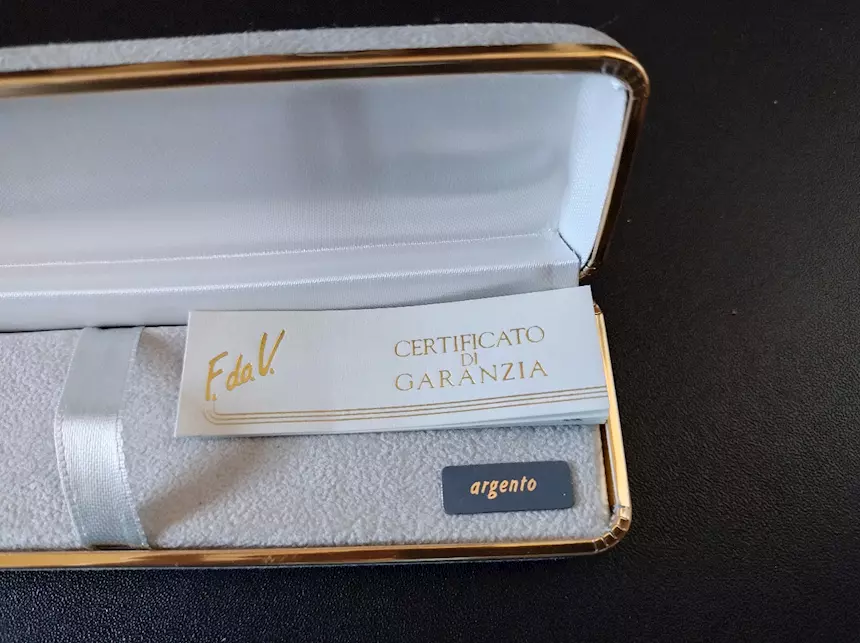 F. da V.
CERTIFICATO
DI
GARANZIA
argento